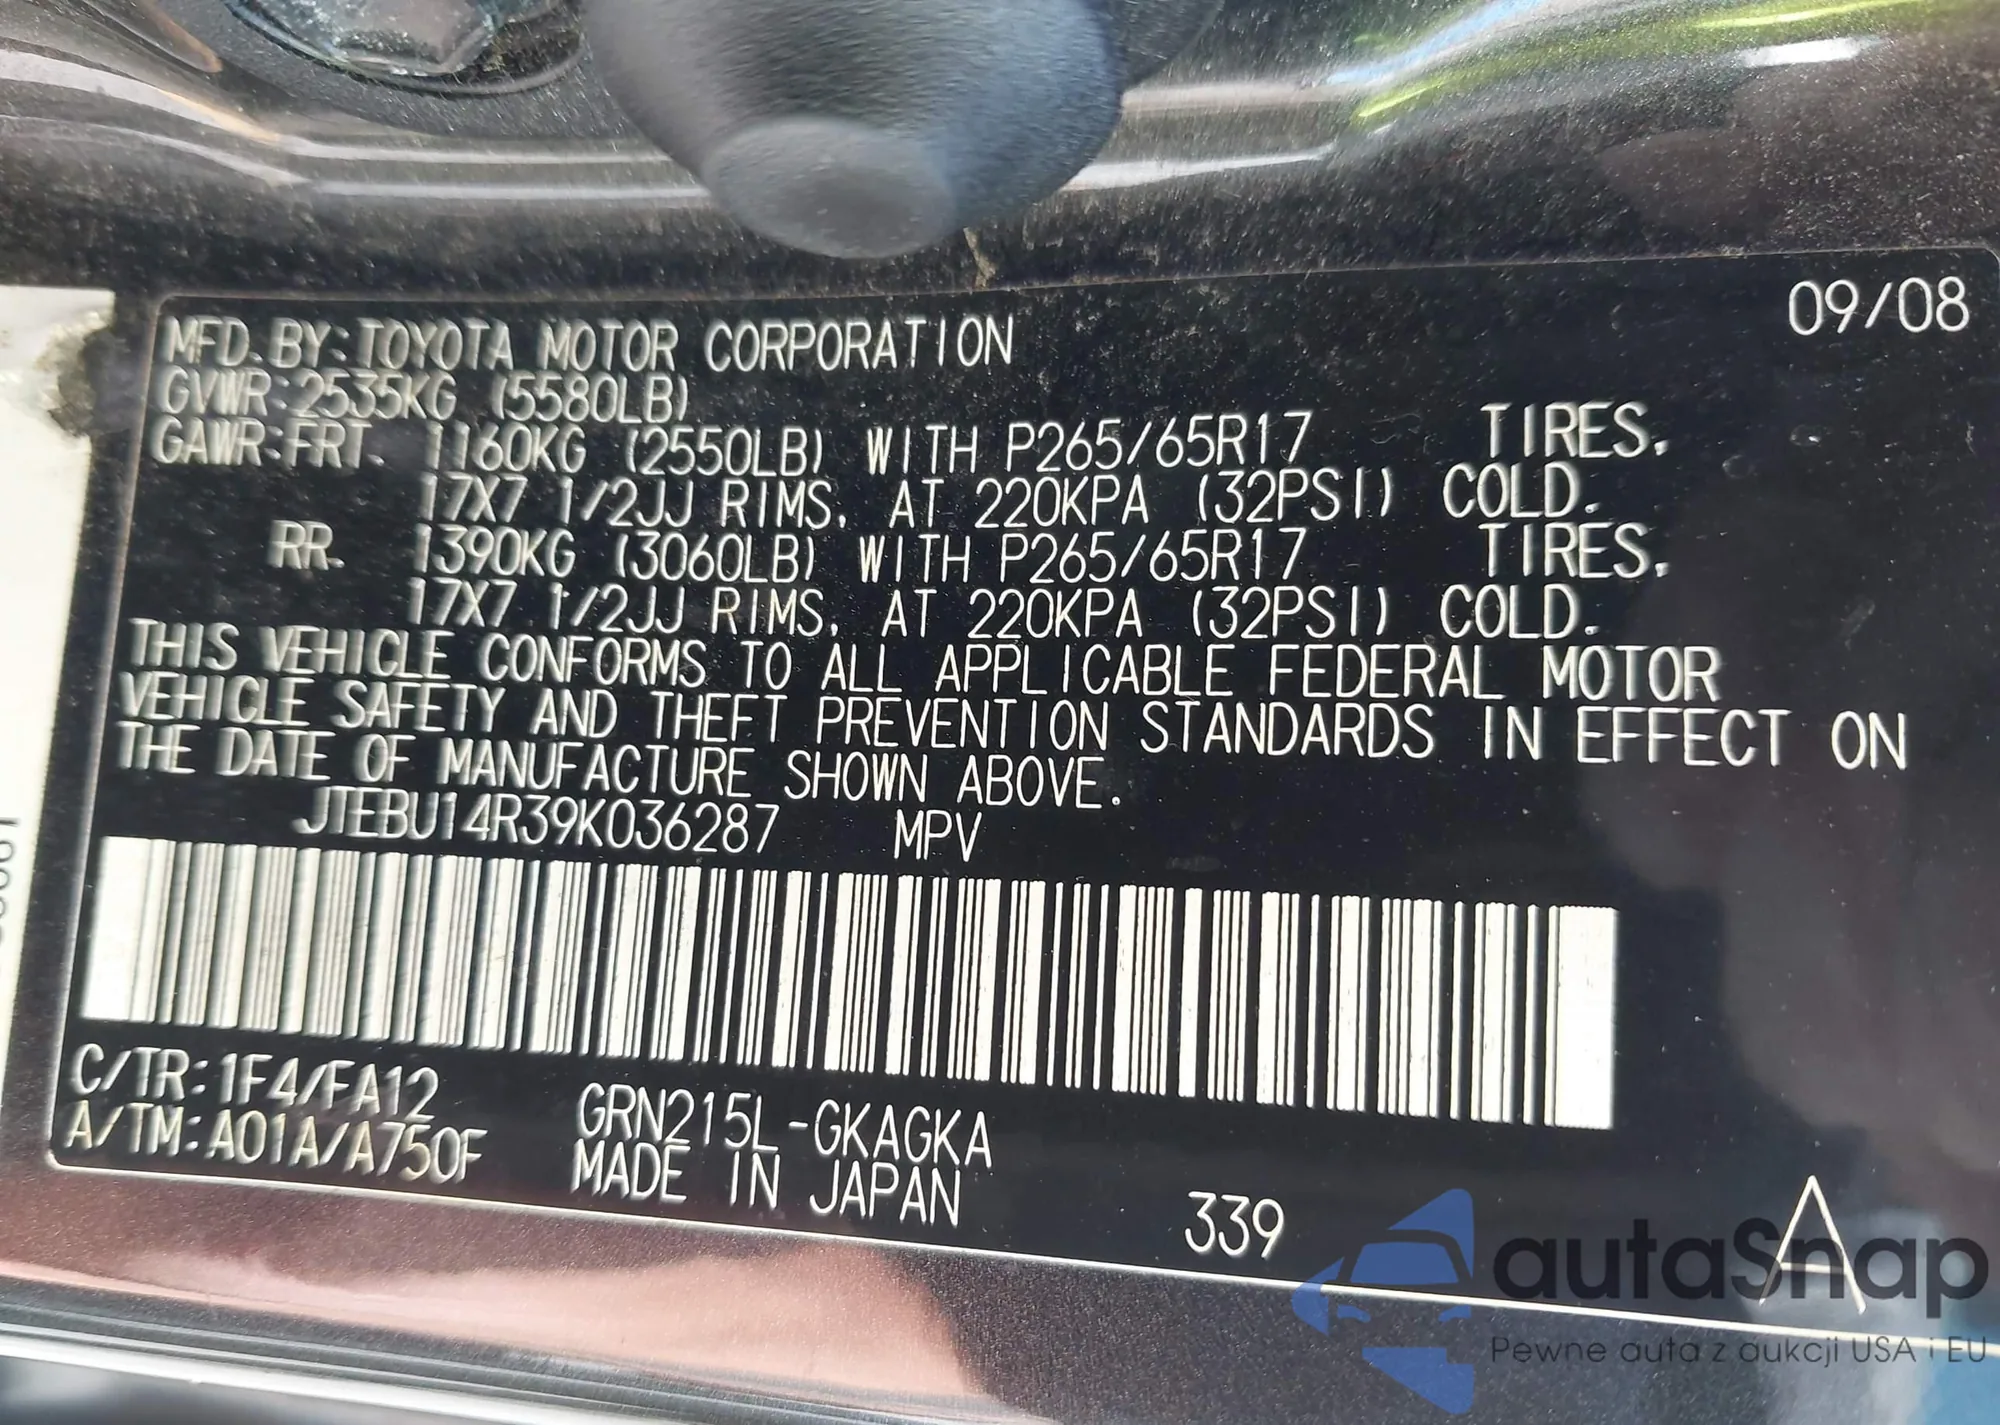 09/08
MFD. BY: TOYOTA MOTOR CORPORATION
GVWR: 2535KG (5580LB)
GAWR: FRT. 1160KG (2550LB) WITH P265/65R17 TIRES,
17X7 1/2JJ RIMS, AT 220KPA (32PSI) COLD.
RR. 1390KG (3060LB) WITH P265/65R17 TIRES,
17X7 1/2JJ RIMS, AT 220KPA (32PSI) COLD.
THIS VEHICLE CONFORMS TO ALL APPLICABLE FEDERAL MOTOR
VEHICLE SAFETY AND THEFT PREVENTION STANDARDS IN EFFECT ON
THE DATE OF MANUFACTURE SHOWN ABOVE.
JTEBU14R39K036287 MPV
C/TR: 1F4/FA12
A/TM: A01A/A750F
GRN215L-GKAGKA
MADE IN JAPAN
339
A
autaSnap
Pewne auta z aukcji USA i EU